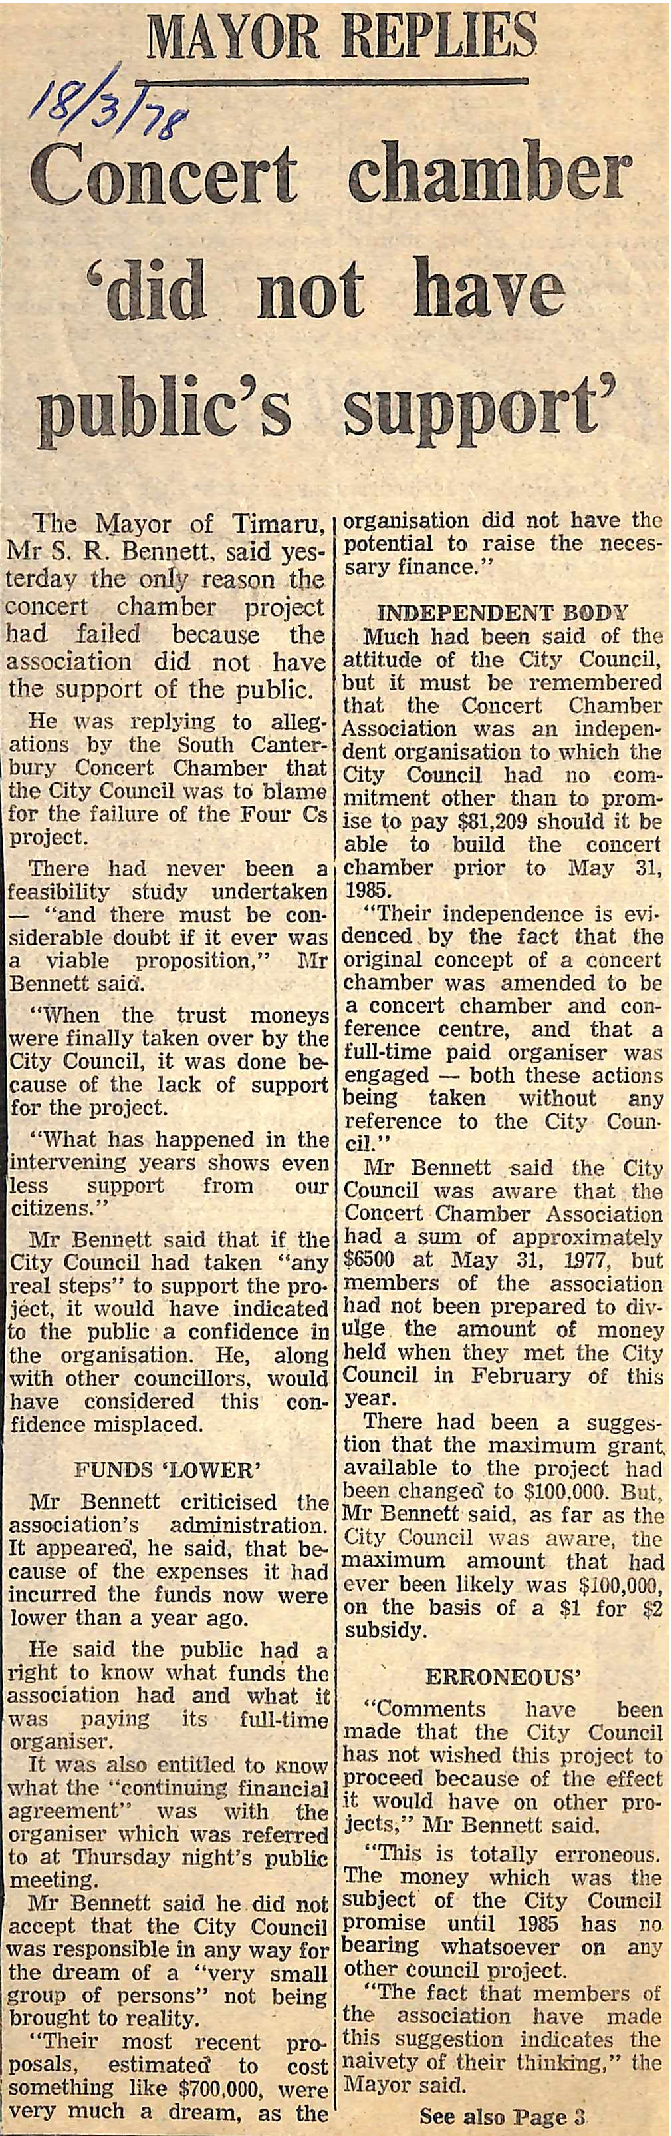 MAYOR REPLIES
18/3/78
Concert chamber
‘did not have
public’s support’
The Mayor of Timaru,
Mr S. R. Bennett, said yes-
terday the only reason the
concert chamber project
had failed because the
association did not have
the support of the public.
He was replying to alleg-
ations by the South Canter-
bury Concert Chamber that
the City Council was to blame
for the failure of the Four Cs
project.
There had never been a
feasibility study undertaken
— “and there must be con-
siderable doubt if it ever was
a viable proposition,” Mr
Bennett said.
“When the trust moneys
were finally taken over by the
City Council, it was done be-
cause of the lack of support
for the project.
“What has happened in the
intervening years shows even
less support from our
citizens.”
Mr Bennett said that if the
City Council had taken “any
real steps” to support the pro-
ject, it would have indicated
to the public a confidence in
the organisation. He, along
with other councillors, would
have considered this con-
fidence misplaced.
FUNDS ‘LOWER’
Mr Bennett criticised the
association’s administration.
It appeared, he said, that be-
cause of the expenses it had
incurred the funds now were
lower than a year ago.
He said the public had a
right to know what funds the
association had and what it
was paying its full-time
organiser.
It was also entitled to know
what the “continuing financial
agreement” was with the
organiser which was referred
to at Thursday night’s public
meeting.
Mr Bennett said he did not
accept that the City Council
was responsible in any way for
the dream of a “very small
group of persons” not being
brought to reality.
“Their most recent pro-
posals, estimated to cost
something like $700,000, were
very much a dream, as the
organisation did not have the
potential to raise the neces-
sary finance.”
INDEPENDENT BODY
Much had been said of the
attitude of the City Council,
but it must be remembered
that the Concert Chamber
Association was an indepen-
dent organisation to which the
City Council had no com-
mitment other than to prom-
ise to pay $81,209 should it be
able to build the concert
chamber prior to May 31,
1985.
“Their independence is evi-
denced by the fact that the
original concept of a concert
chamber was amended to be
a concert chamber and con-
ference centre, and that a
full-time paid organiser was
engaged — both these actions
being taken without any
reference to the City Coun-
cil.”
Mr Bennett said the City
Council was aware that the
Concert Chamber Association
had a sum of approximately
$6500 at May 31, 1977, but
members of the association
had not been prepared to div-
ulge the amount of money
held when they met the City
Council in February of this
year.
There had been a sugges-
tion that the maximum grant
available to the project had
been changed to $100,000. But,
Mr Bennett said, as far as the
City Council was aware, the
maximum amount that had
ever been likely was $100,000,
on the basis of a $1 for $2
subsidy.
ERRONEOUS’
“Comments have been
made that the City Council
has not wished this project to
proceed because of the effect
it would have on other pro-
jects,” Mr Bennett said.
“This is totally erroneous.
The money which was the
subject of the City Council
promise until 1985 has no
bearing whatsoever on any
other council project.
“The fact that members of
the association have made
this suggestion indicates the
naivety of their thinking,” the
Mayor said.
See also Page 3